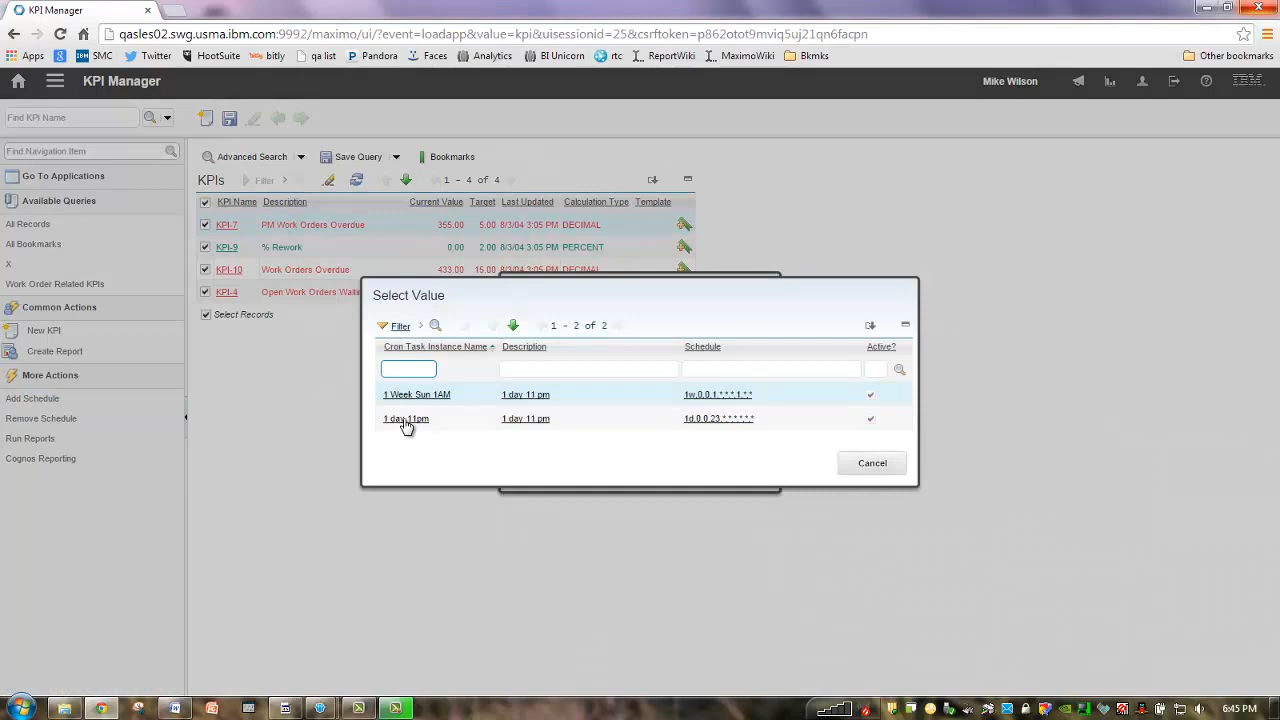 KPI Manager
qasles02.swg.usma.ibm.com:9992/maximo/ui/?event=loadapp&value=kpi&uisessionid=25&csrftoken=p862otot9mviq5uj21qn6facpn
Apps SMC Twitter HootSuite bitly qa list Pandora Faces Analytics BI Unicorn rtc ReportWiki MaximoWiki Bkmks Other bookmarks
KPI Manager Mike Wilson IBM
Find KPI Name
Find Navigation Item
Go To Applications
Available Queries
All Records
All Bookmarks
X
Work Order Related KPIs
Common Actions
New KPI
Create Report
More Actions
Add Schedule
Remove Schedule
Run Reports
Cognos Reporting
Advanced Search Save Query Bookmarks
KPIs Filter 1 - 4 of 4
KPI Name Description Current Value Target Last Updated Calculation Type Template
KPI-7 PM Work Orders Overdue 355.00 5.00 8/3/04 3:05 PM DECIMAL
KPI-9 % Rework 0.00 2.00 8/3/04 3:05 PM PERCENT
KPI-10 Work Orders Overdue 433.00 15.00 8/3/04 3:05 PM DECIMAL
KPI-4 Open Work Orders
Select Records
Select Value
Filter 1 - 2 of 2
Cron Task Instance Name Description Schedule Active?
1 Week Sun 1AM 1 day 11 pm 1w,0,0,1,*,*,*,1,*,*
1 day 11pm 1 day 11 pm 1d,0,0,23,*,*,*,*,*,*
Cancel
6:45 PM